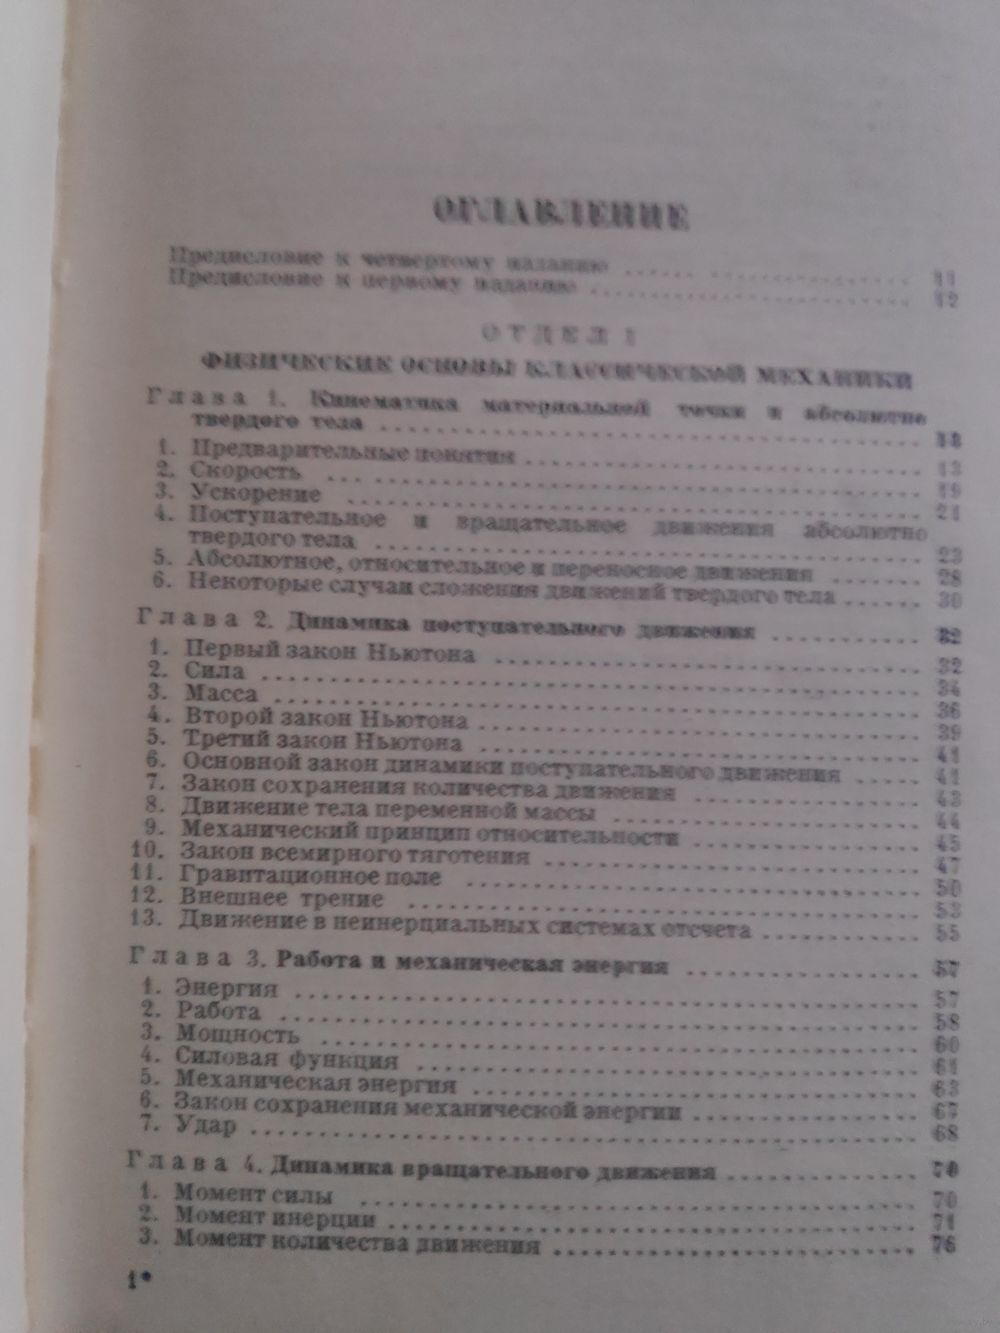 ОГЛАВЛЕНИЕ
Предисловие к четвертому изданию ..... 11
Предисловие к первому изданию ..... 12
ОТДЕЛ I
ФИЗИЧЕСКИЕ ОСНОВЫ КЛАССИЧЕСКОЙ МЕХАНИКИ
Глава 1. Кинематика материальной точки и абсолютно
твердого тела ..... 13
1. Предварительные понятия ..... 13
2. Скорость ..... 19
3. Ускорение ..... 21
4. Поступательное и вращательное движения абсолютно
твердого тела ..... 23
5. Абсолютное, относительное и переносное движения ..... 28
6. Некоторые случаи сложения движений твердого тела ..... 30
Глава 2. Динамика поступательного движения ..... 32
1. Первый закон Ньютона ..... 32
2. Сила ..... 34
3. Масса ..... 36
4. Второй закон Ньютона ..... 39
5. Третий закон Ньютона ..... 41
6. Основной закон динамики поступательного движения ..... 41
7. Закон сохранения количества движения ..... 43
8. Движение тела переменной массы ..... 44
9. Механический принцип относительности ..... 45
10. Закон всемирного тяготения ..... 47
11. Гравитационное поле ..... 50
12. Внешнее трение ..... 53
13. Движение в неинерциальных системах отсчета ..... 55
Глава 3. Работа и механическая энергия ..... 57
1. Энергия ..... 57
2. Работа ..... 58
3. Мощность ..... 60
4. Силовая функция ..... 61
5. Механическая энергия ..... 63
6. Закон сохранения механической энергии ..... 67
7. Удар ..... 68
Глава 4. Динамика вращательного движения ..... 70
1. Момент силы ..... 70
2. Момент инерции ..... 71
3. Момент количества движения ..... 76
1*